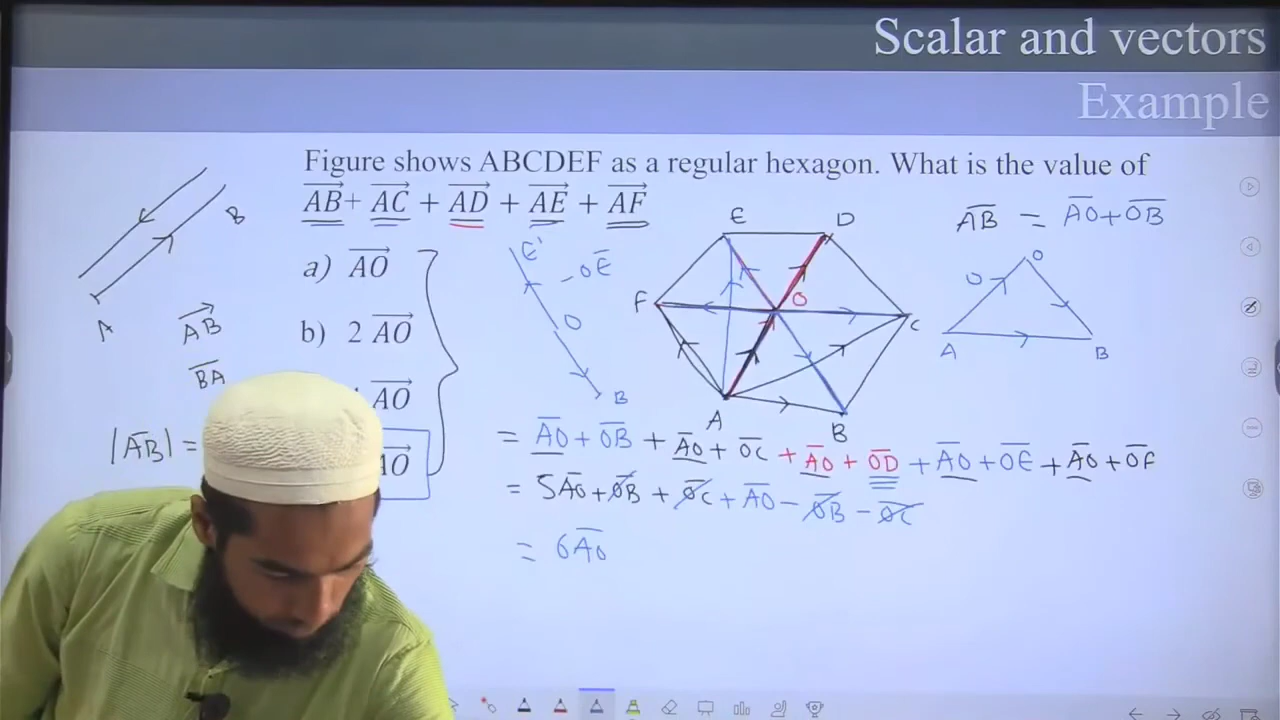 Scalar and vectors
Example
Figure shows ABCDEF as a regular hexagon. What is the value of
AB + AC + AD + AE + AF
a) AO
b) 2 AO
AO
AO
A
B
AB
BA
|AB| =
E'
-OE
O
B
E
D
F
O
C
A
B
AB = AO + OB
O
A
B
= AO + OB + AO + OC + AO + OD + AO + OE + AO + OF
= 5AO + OB + OC + AO - OB - OC
= 6AO